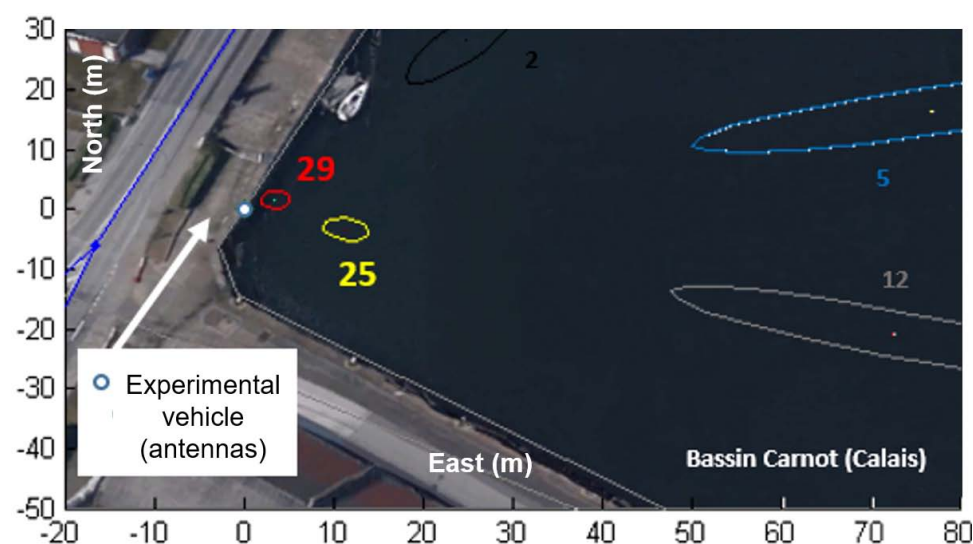 30
20
10
0
-10
-20
-30
-40
-50
North (m)
2
29
5
25
12
Experimental
vehicle
(antennas)
East (m)
Bassin Carnot (Calais)
-20 -10 0 10 20 30 40 50 60 70 80